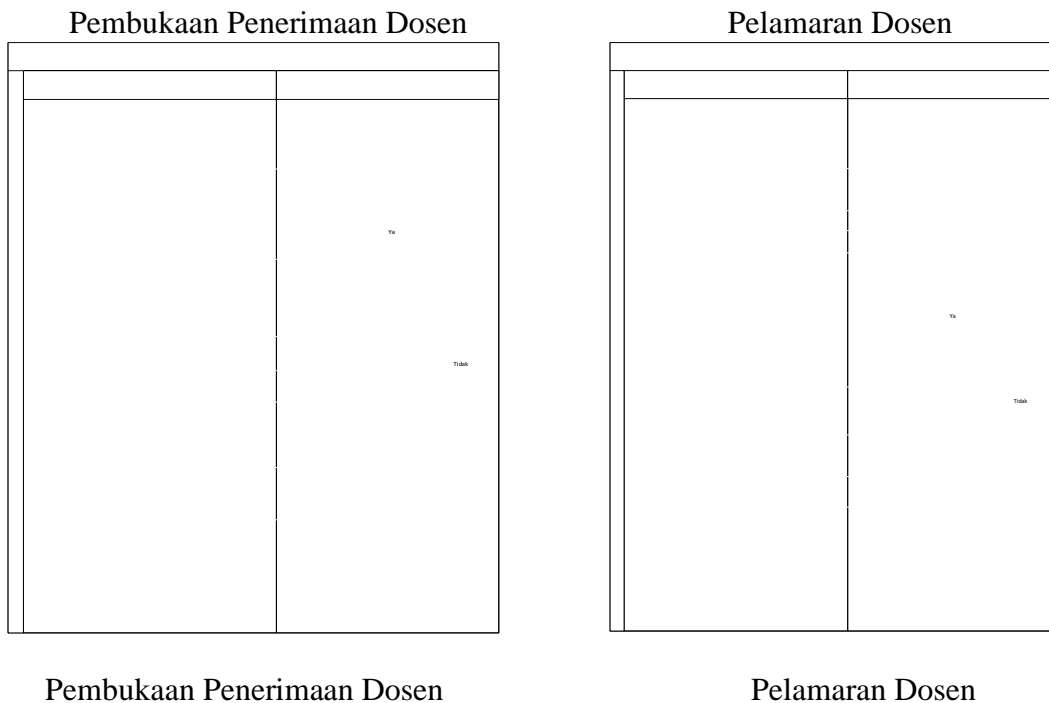 Pembukaan Penerimaan Dosen
Ya
Tidak
Pembukaan Penerimaan Dosen
Pelamaran Dosen
Ya
Tidak
Pelamaran Dosen